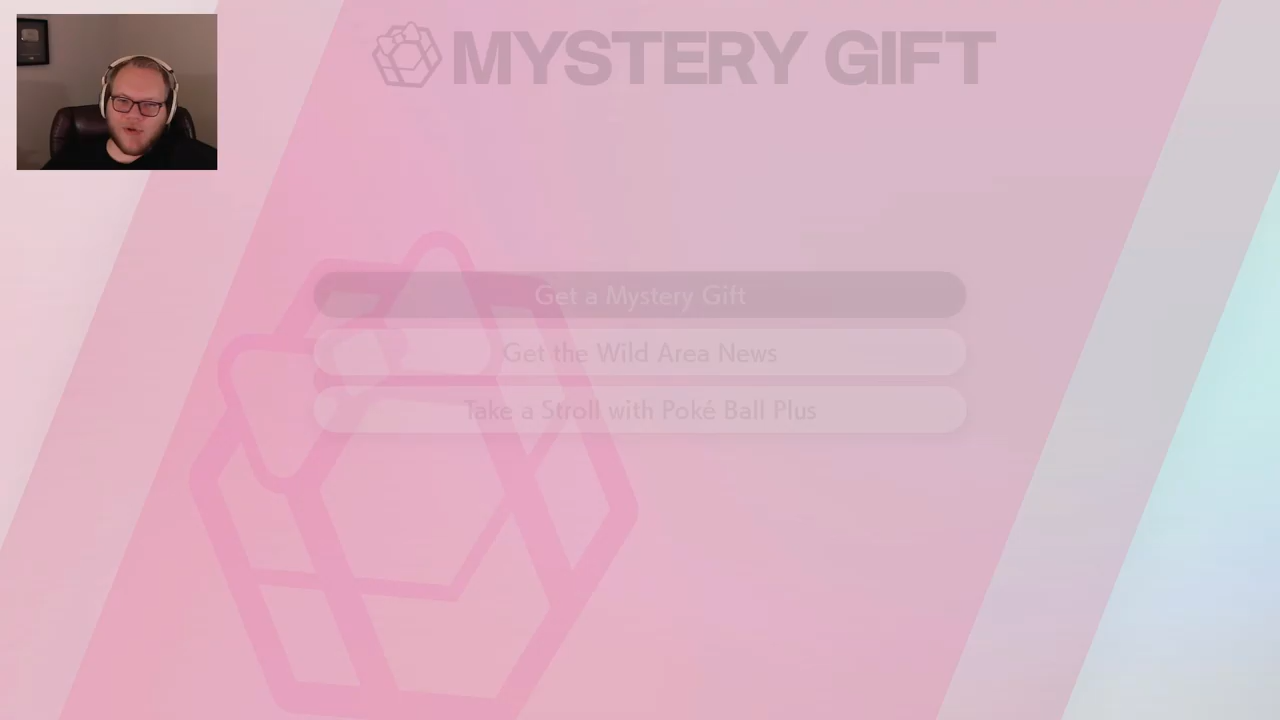 MYSTERY GIFT
Get a Mystery Gift
Get the Wild Area News
Take a Stroll with Poké Ball Plus